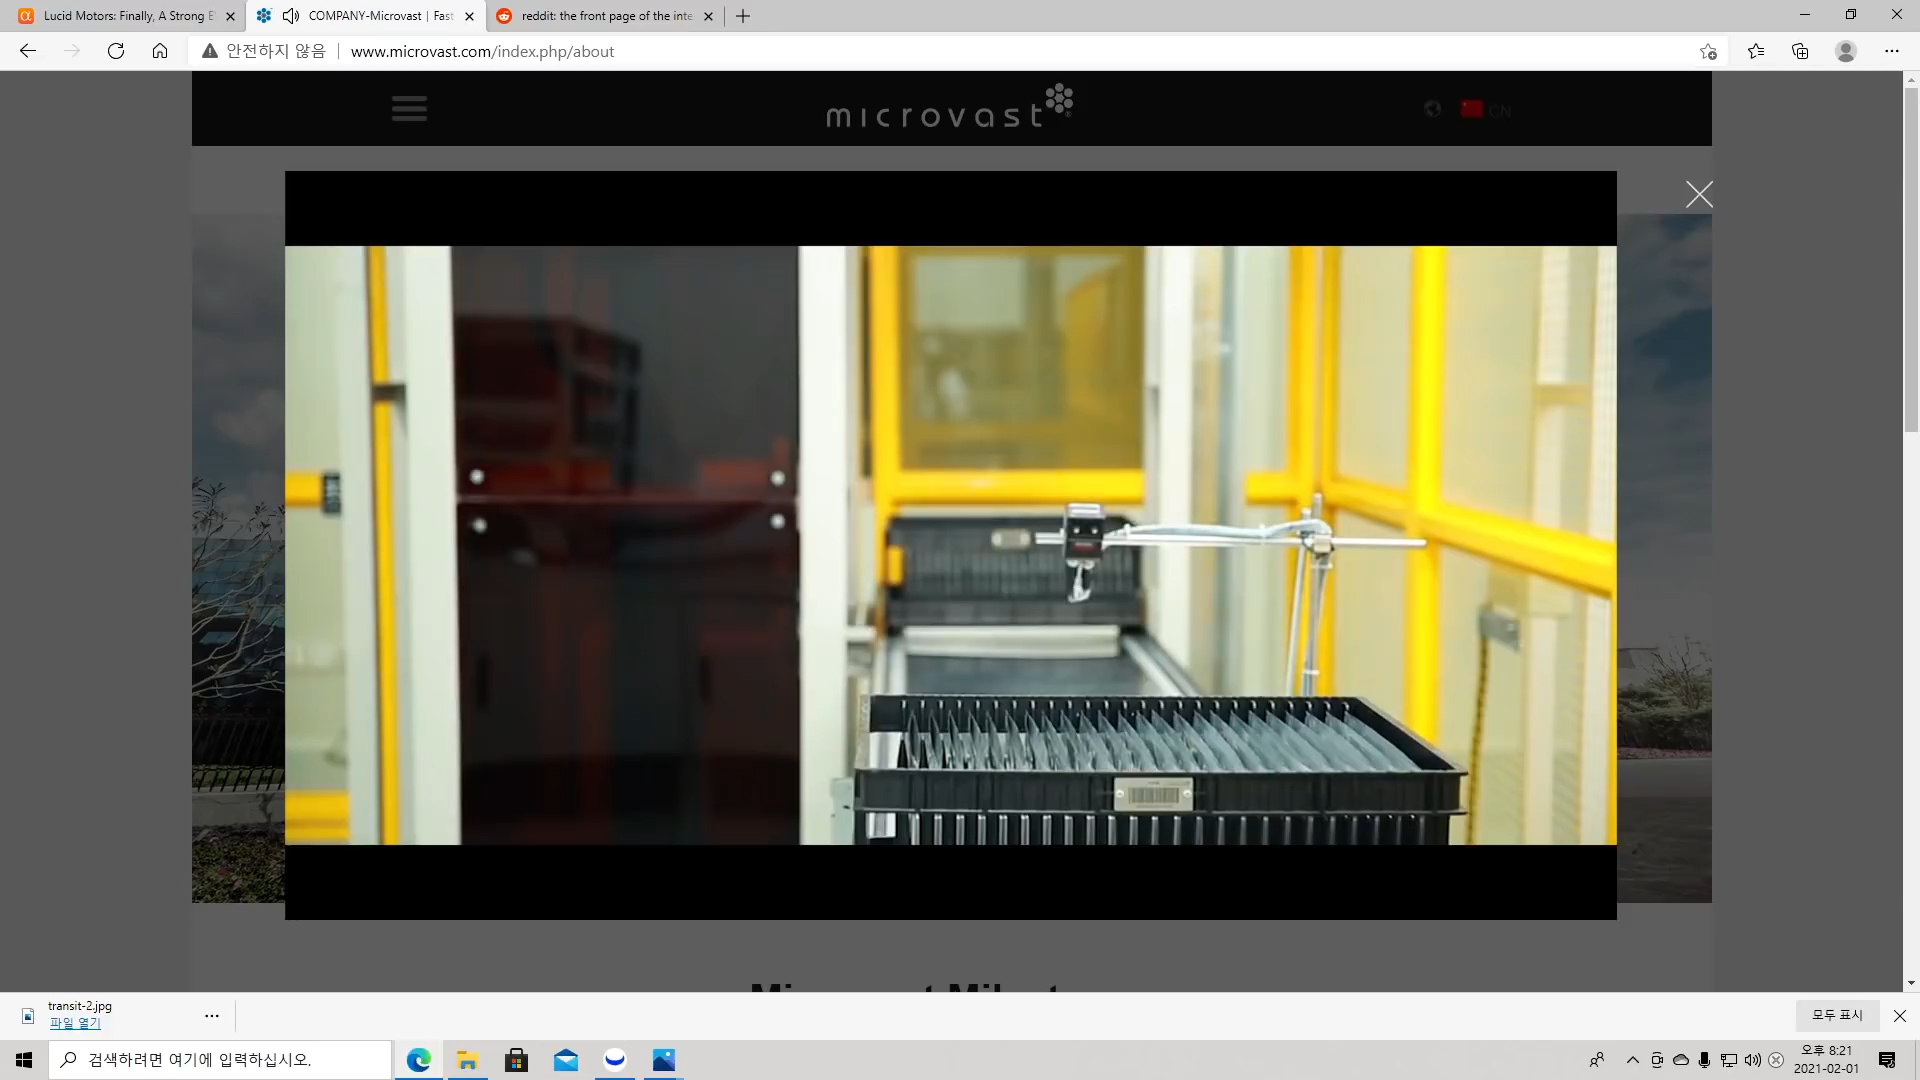 Lucid Motors: Finally, A Strong E
COMPANY-Microvast | Fast
reddit: the front page of the inte
안전하지 않음
www.microvast.com/index.php/about
microvast
CN
transit-2.jpg
파일 열기
모두 표시
검색하려면 여기에 입력하십시오.
오후 8:21
2021-02-01